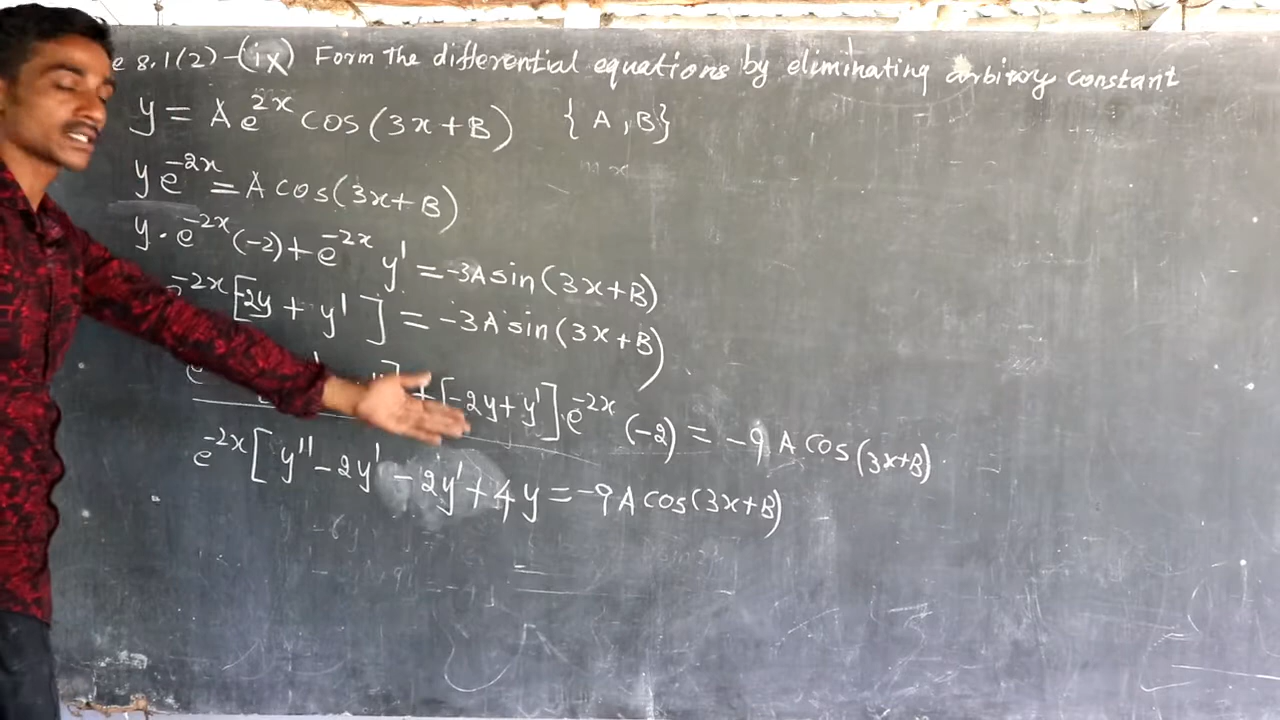 e 8.1(2)-(ix) Form the differential equations by eliminating arbitrary constant
y = A e^{2x} cos(3x+B) {A,B}
y e^{-2x} = A cos(3x+B)
y · e^{-2x} (-2) + e^{-2x} y' = -3A sin(3x+B)
e^{-2x} [-2y + y'] = -3A sin(3x+B)
e + [-2y + y'] · e^{-2x} (-2) = -9 A cos(3x+B)
e^{-2x} [y'' - 2y' - 2y' + 4y = -9A cos(3x+B)